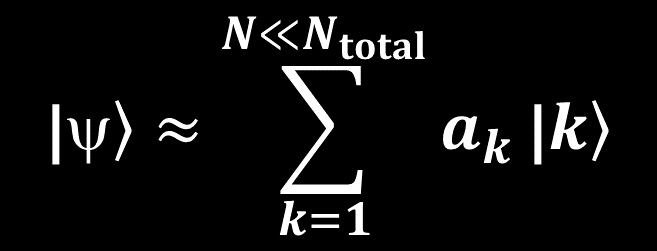 N≪N_total
|ψ⟩ ≈ ∑ a_k |k⟩
k=1